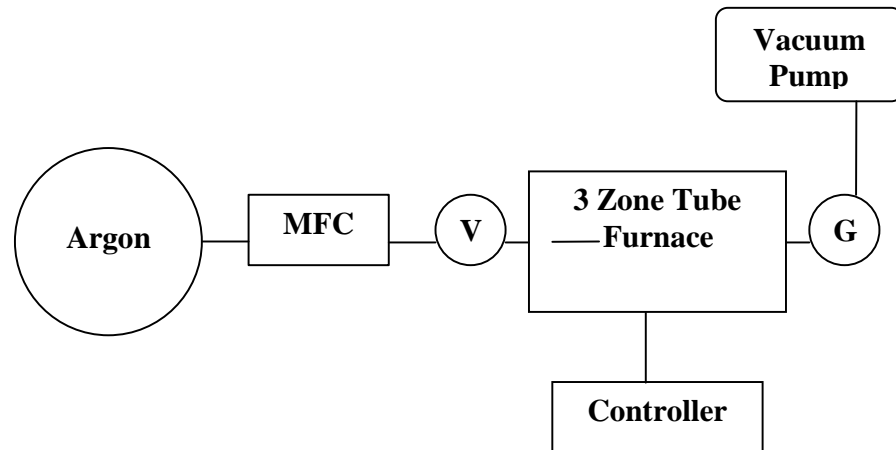 Vacuum
Pump
Argon
MFC
V
3 Zone Tube
Furnace
G
Controller